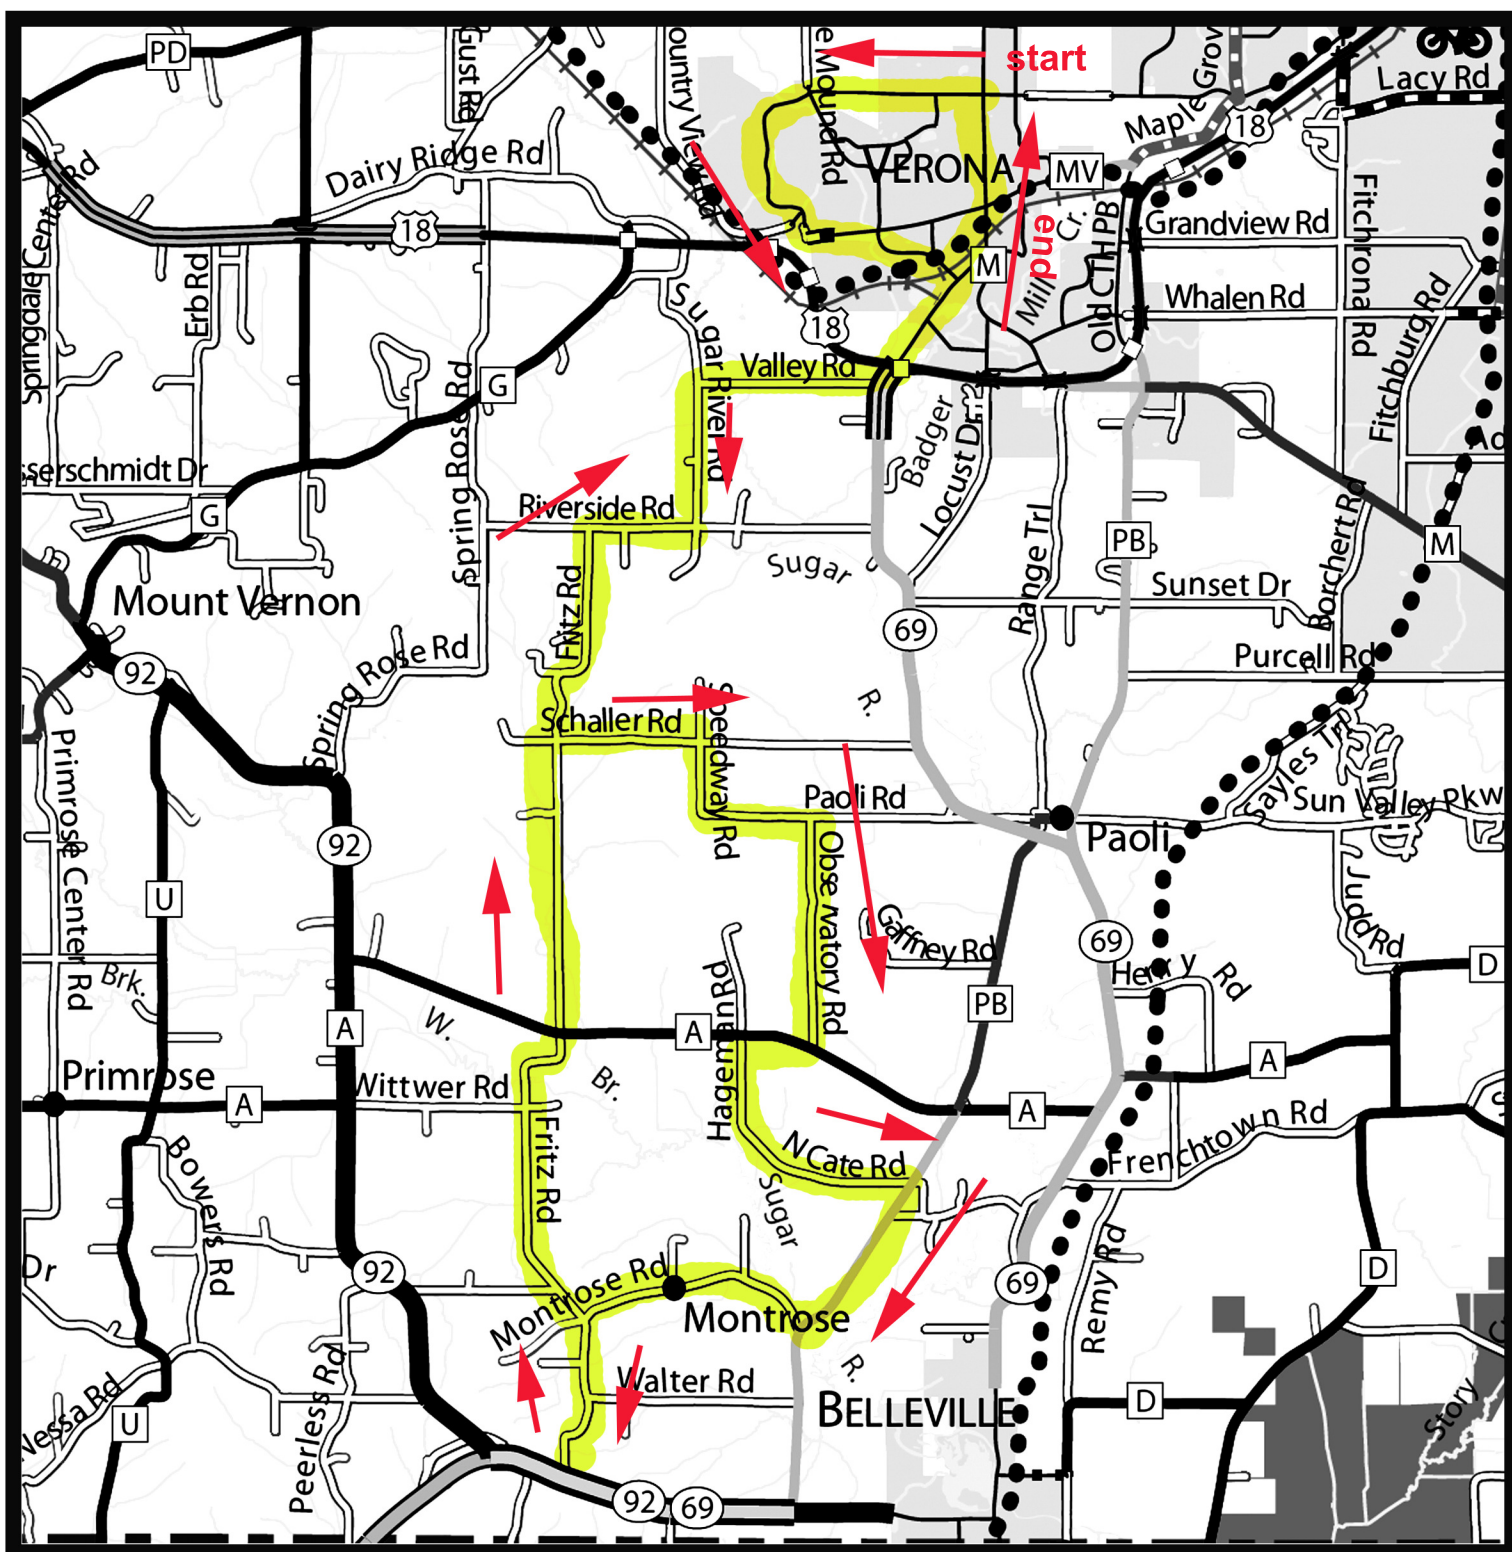 PD
Gust Rd
ountry View Rd
e Mound Rd
start
Maple Grov
Lacy Rd
18
Dairy Ridge Rd
VERONA
MV
Springdale Center Rd
18
Grandview Rd
Fitchrona Rd
end
Mill Cr.
Old CTH PB
M
Erb Rd
Sugar River Rd
18
Whalen Rd
Fitchburg Rd
Valley Rd
G
Spring Rose Rd
Badger
Locust Dr
sserschmidt Dr
G
Riverside Rd
Range Trl
PB
Borchert Rd
M
Sugar
Mount Vernon
Fritz Rd
Sunset Dr
69
92
Spring Rose Rd
Purcell Rd
R.
Schaller Rd
Speedway Rd
Primrose Center Rd
Sayles Trl
Paoli Rd
Sun Valley Pkw
Paoli
92
Observatory Rd
Judd Rd
U
Gaffney Rd
69
Henry Rd
D
Brk.
W.
Hagemann Rd
PB
A
A
A
Primrose
A
Wittwer Rd
Br.
A
Frenchtown Rd
Fritz Rd
N Cate Rd
Bowers Rd
Sugar
Dr
92
Montrose Rd
69
Remy Rd
D
Montrose
R.
Peerless Rd
Walter Rd
BELLEVILLE
D
Nessa Rd
U
Story
92
69